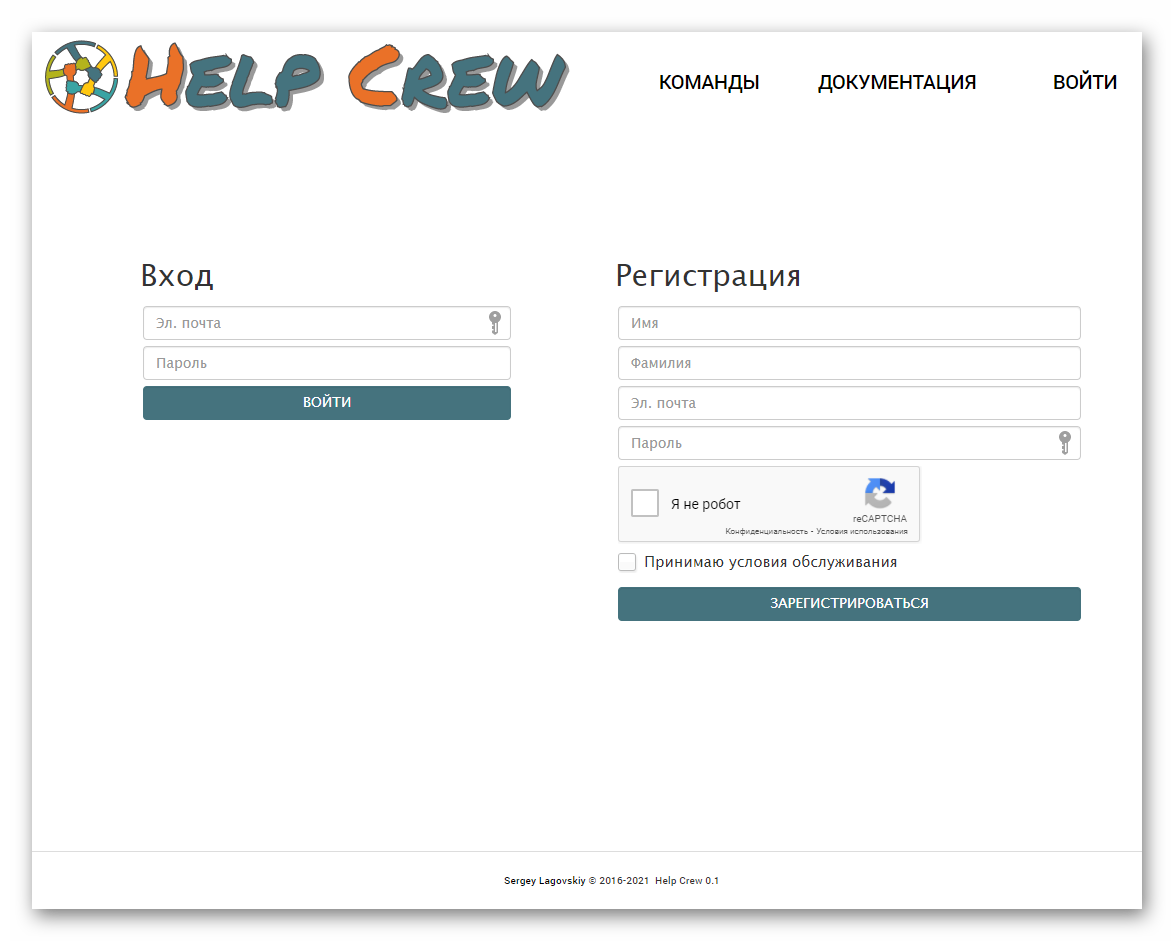 Help Crew
КОМАНДЫ ДОКУМЕНТАЦИЯ ВОЙТИ
Вход
Эл. почта
Пароль
ВОЙТИ
Регистрация
Имя
Фамилия
Эл. почта
Пароль
Я не робот
reCAPTCHA
Конфиденциальность - Условия использования
Принимаю условия обслуживания
ЗАРЕГИСТРИРОВАТЬСЯ
Sergey Lagovskiy © 2016-2021 Help Crew 0.1